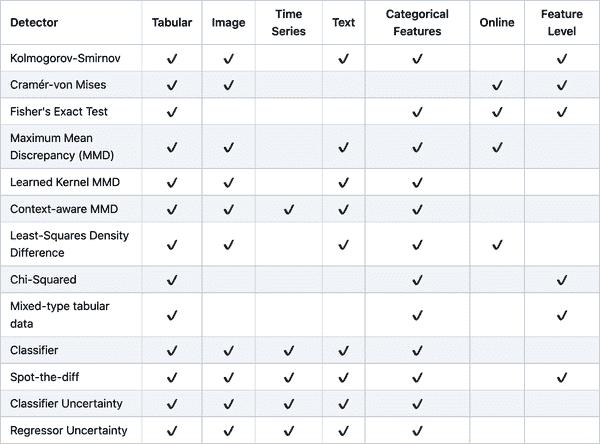 Detector Tabular Image Time Series Text Categorical Features Online Feature Level
Kolmogorov-Smirnov ✔ ✔ ✔ ✔ ✔
Cramér-von Mises ✔ ✔ ✔ ✔
Fisher's Exact Test ✔ ✔ ✔ ✔
Maximum Mean
Discrepancy (MMD) ✔ ✔ ✔ ✔ ✔
Learned Kernel MMD ✔ ✔ ✔ ✔
Context-aware MMD ✔ ✔ ✔ ✔ ✔
Least-Squares Density
Difference ✔ ✔ ✔ ✔ ✔
Chi-Squared ✔ ✔ ✔
Mixed-type tabular
data ✔ ✔ ✔
Classifier ✔ ✔ ✔ ✔ ✔
Spot-the-diff ✔ ✔ ✔ ✔ ✔ ✔
Classifier Uncertainty ✔ ✔ ✔ ✔ ✔
Regressor Uncertainty ✔ ✔ ✔ ✔ ✔